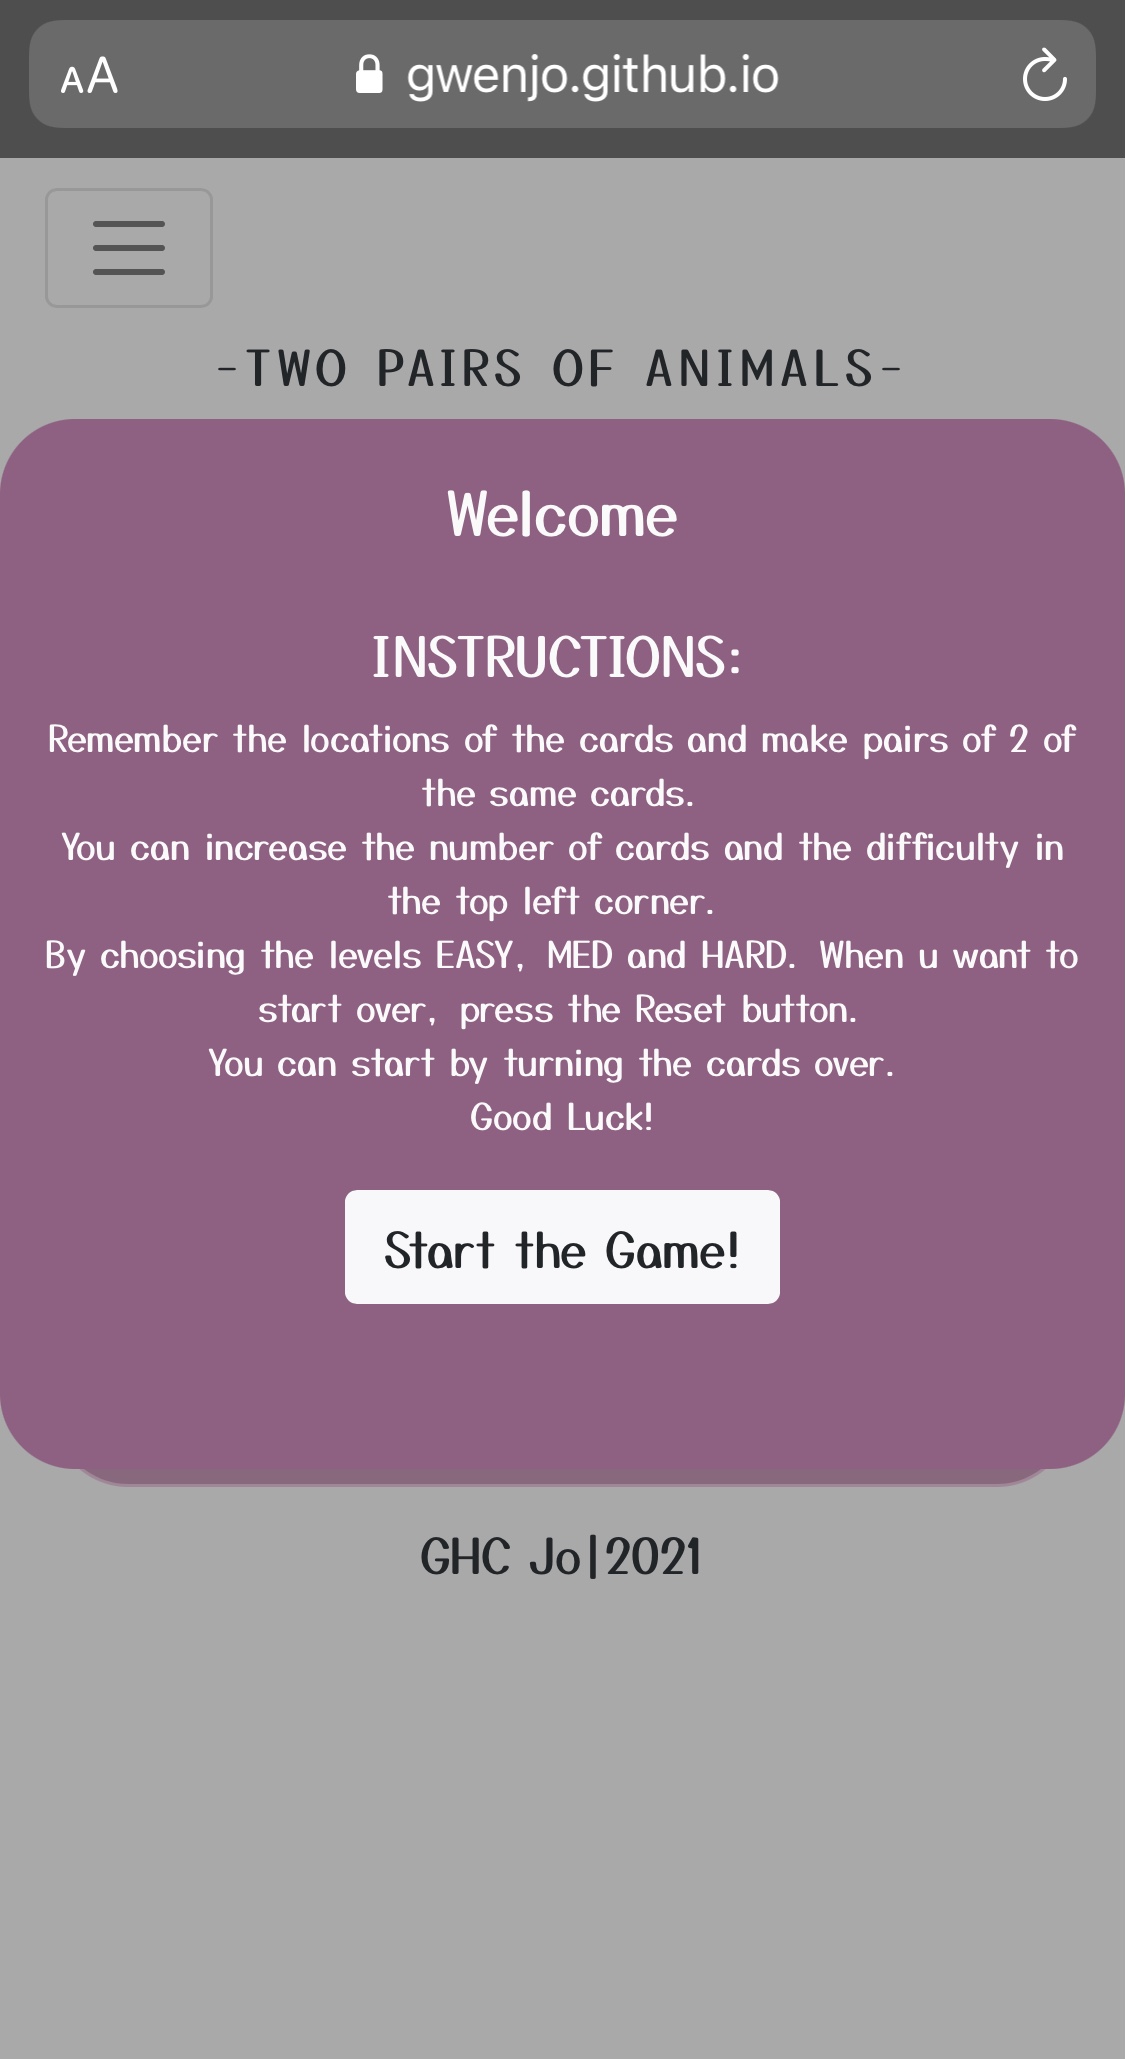 AA
gwenjo.github.io
-TWO PAIRS OF ANIMALS-
Welcome
INSTRUCTIONS:
Remember the locations of the cards and make pairs of 2 of
the same cards.
You can increase the number of cards and the difficulty in
the top left corner.
By choosing the levels EASY, MED and HARD. When u want to
start over, press the Reset button.
You can start by turning the cards over.
Good Luck!
Start the Game!
GHC Jo|2021